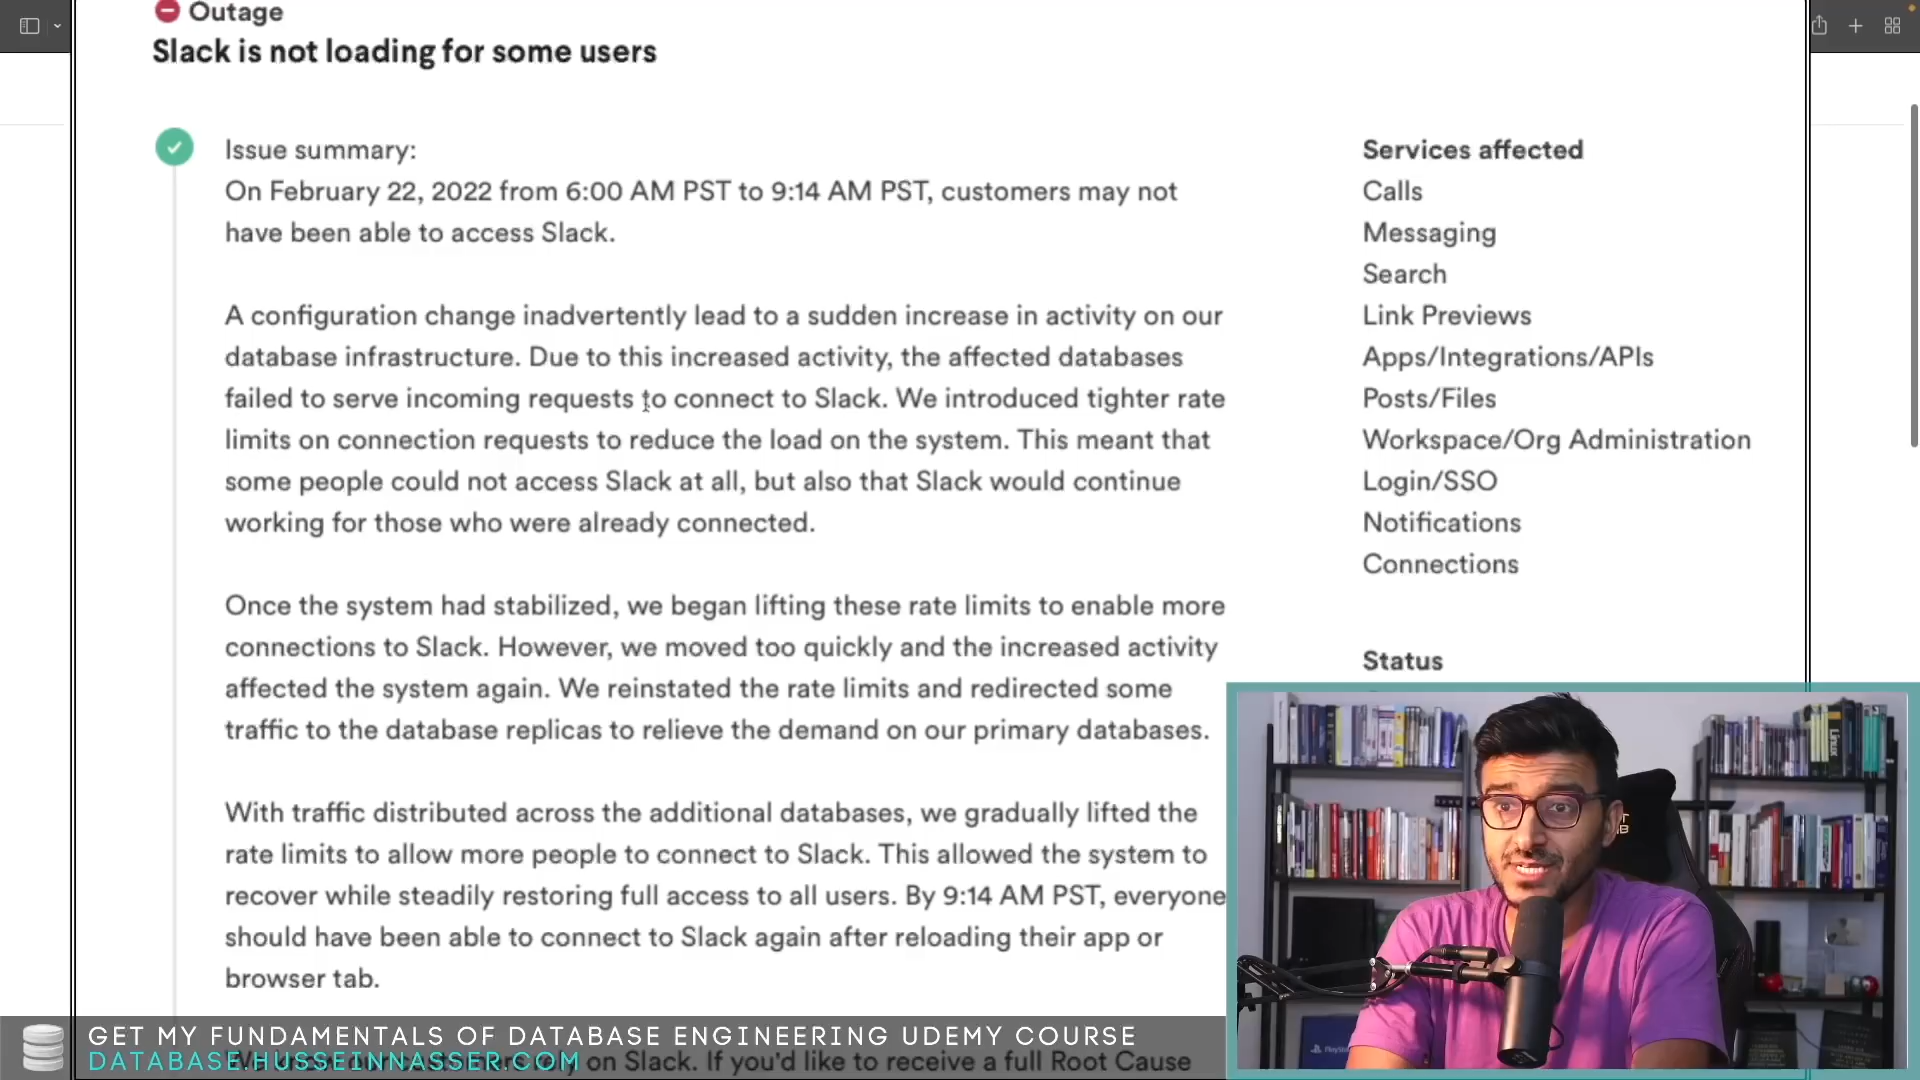 Outage
Slack is not loading for some users
Issue summary:
On February 22, 2022 from 6:00 AM PST to 9:14 AM PST, customers may not
have been able to access Slack.
A configuration change inadvertently lead to a sudden increase in activity on our
database infrastructure. Due to this increased activity, the affected databases
failed to serve incoming requests to connect to Slack. We introduced tighter rate
limits on connection requests to reduce the load on the system. This meant that
some people could not access Slack at all, but also that Slack would continue
working for those who were already connected.
Once the system had stabilized, we began lifting these rate limits to enable more
connections to Slack. However, we moved too quickly and the increased activity
affected the system again. We reinstated the rate limits and redirected some
traffic to the database replicas to relieve the demand on our primary databases.
With traffic distributed across the additional databases, we gradually lifted the
rate limits to allow more people to connect to Slack. This allowed the system to
recover while steadily restoring full access to all users. By 9:14 AM PST, everyone
should have been able to connect to Slack again after reloading their app or
browser tab.
on Slack. If you'd like to receive a full Root Cause
Services affected
Calls
Messaging
Search
Link Previews
Apps/Integrations/APIs
Posts/Files
Workspace/Org Administration
Login/SSO
Notifications
Connections
Status
Linux
GET MY FUNDAMENTALS OF DATABASE ENGINEERING UDEMY COURSE
DATABASE.HUSSEINNASSER.COM